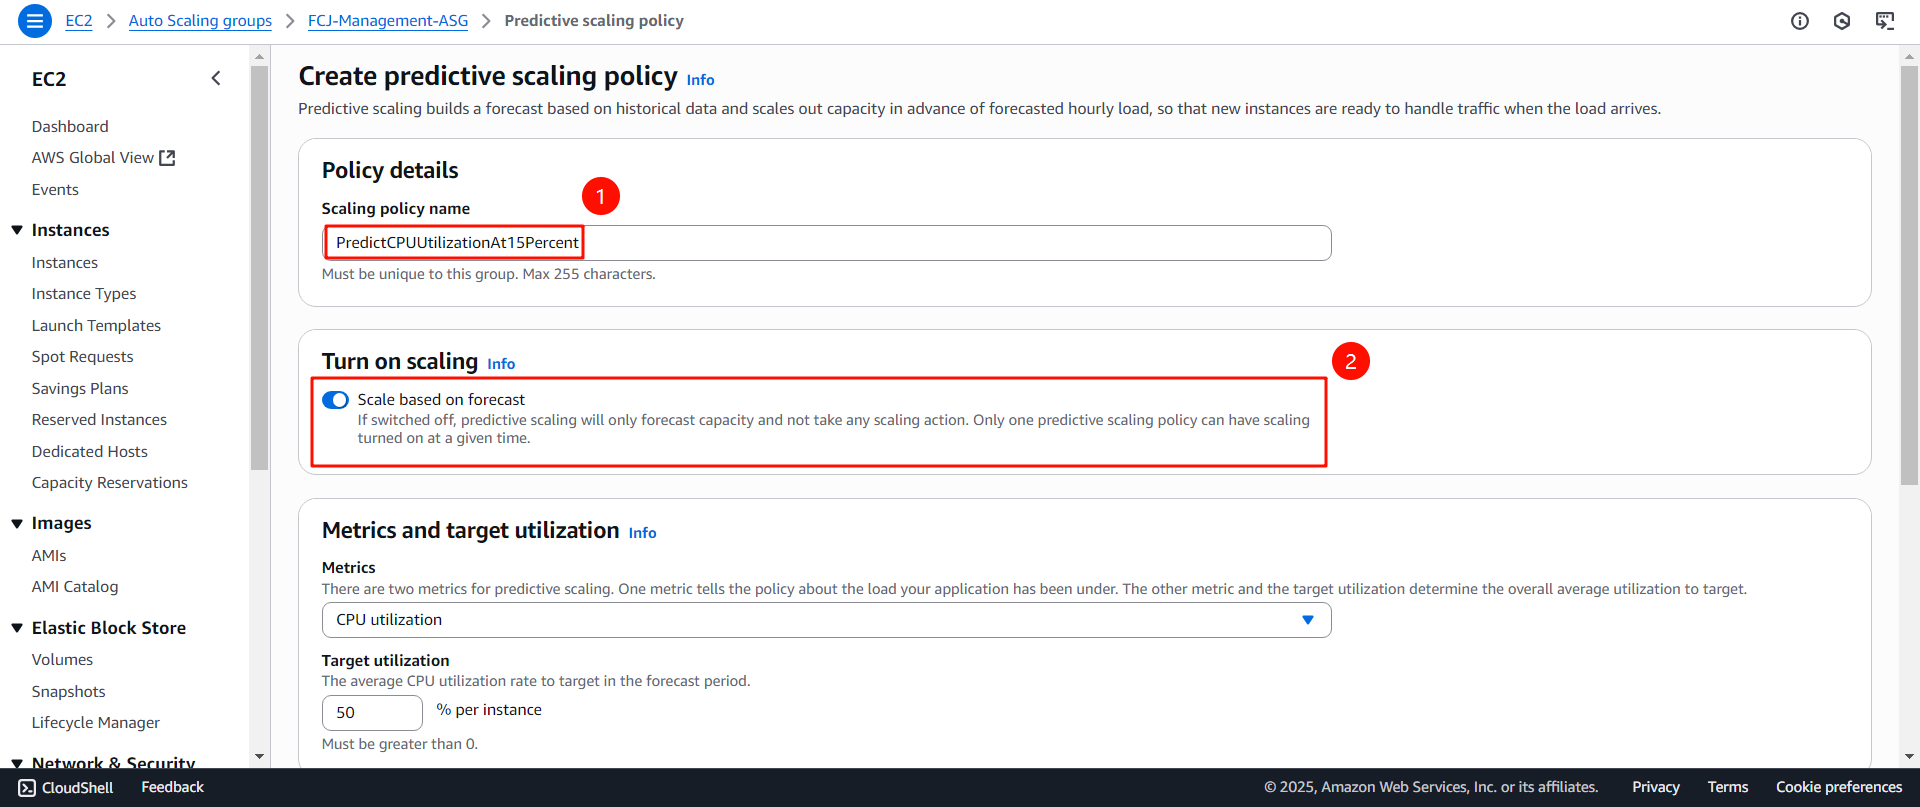 EC2 > Auto Scaling groups > FCJ-Management-ASG > Predictive scaling policy
EC2
Dashboard
AWS Global View
Events
Instances
Instances
Instance Types
Launch Templates
Spot Requests
Savings Plans
Reserved Instances
Dedicated Hosts
Capacity Reservations
Images
AMIs
AMI Catalog
Elastic Block Store
Volumes
Snapshots
Lifecycle Manager
Network & Security
Create predictive scaling policy Info
Predictive scaling builds a forecast based on historical data and scales out capacity in advance of forecasted hourly load, so that new instances are ready to handle traffic when the load arrives.
Policy details
1
Scaling policy name
PredictCPUUtilizationAt15Percent
Must be unique to this group. Max 255 characters.
Turn on scaling Info
2
Scale based on forecast
If switched off, predictive scaling will only forecast capacity and not take any scaling action. Only one predictive scaling policy can have scaling
turned on at a given time.
Metrics and target utilization Info
Metrics
There are two metrics for predictive scaling. One metric tells the policy about the load your application has been under. The other metric and the target utilization determine the overall average utilization to target.
CPU utilization
Target utilization
The average CPU utilization rate to target in the forecast period.
50 % per instance
Must be greater than 0.
CloudShell Feedback © 2025, Amazon Web Services, Inc. or its affiliates. Privacy Terms Cookie preferences